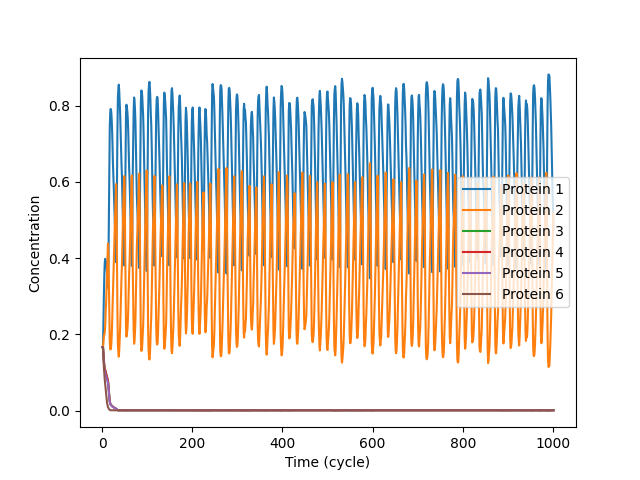 0.8
0.6
0.4
0.2
0.0
Concentration
0
200
400
600
800
1000
Time (cycle)
Protein 1
Protein 2
Protein 3
Protein 4
Protein 5
Protein 6